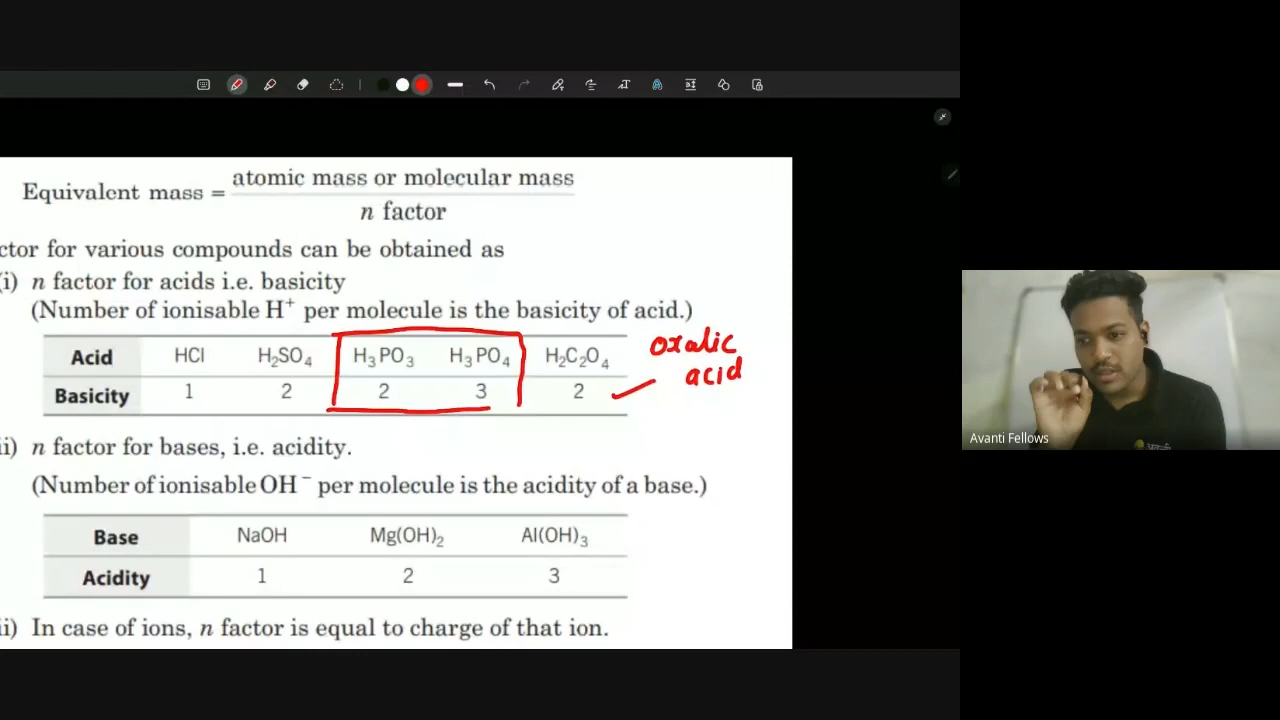 Equivalent mass = atomic mass or molecular mass
n factor
ctor for various compounds can be obtained as
(i) n factor for acids i.e. basicity
(Number of ionisable H⁺ per molecule is the basicity of acid.)
Acid HCl H₂SO₄ H₃PO₃ H₃PO₄ H₂C₂O₄
Basicity 1 2 2 3 2
oxalic
acid
ii) n factor for bases, i.e. acidity.
(Number of ionisable OH⁻ per molecule is the acidity of a base.)
Base NaOH Mg(OH)₂ Al(OH)₃
Acidity 1 2 3
ii) In case of ions, n factor is equal to charge of that ion.
Avanti Fellows